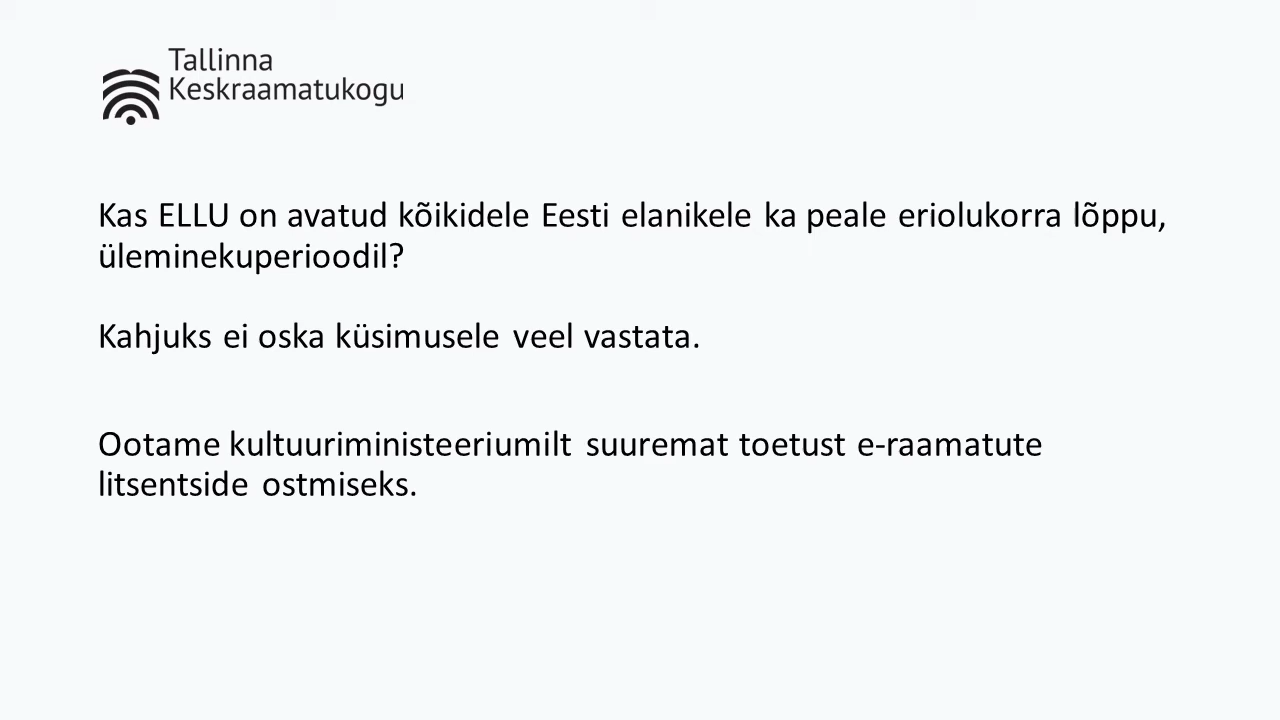 Tallinna
Keskraamatukogu
Kas ELLU on avatud kõikidele Eesti elanikele ka peale eriolukorra lõppu,
üleminekuperioodil?
Kahjuks ei oska küsimusele veel vastata.
Ootame kultuuriministeeriumilt suuremat toetust e-raamatute
litsentside ostmiseks.